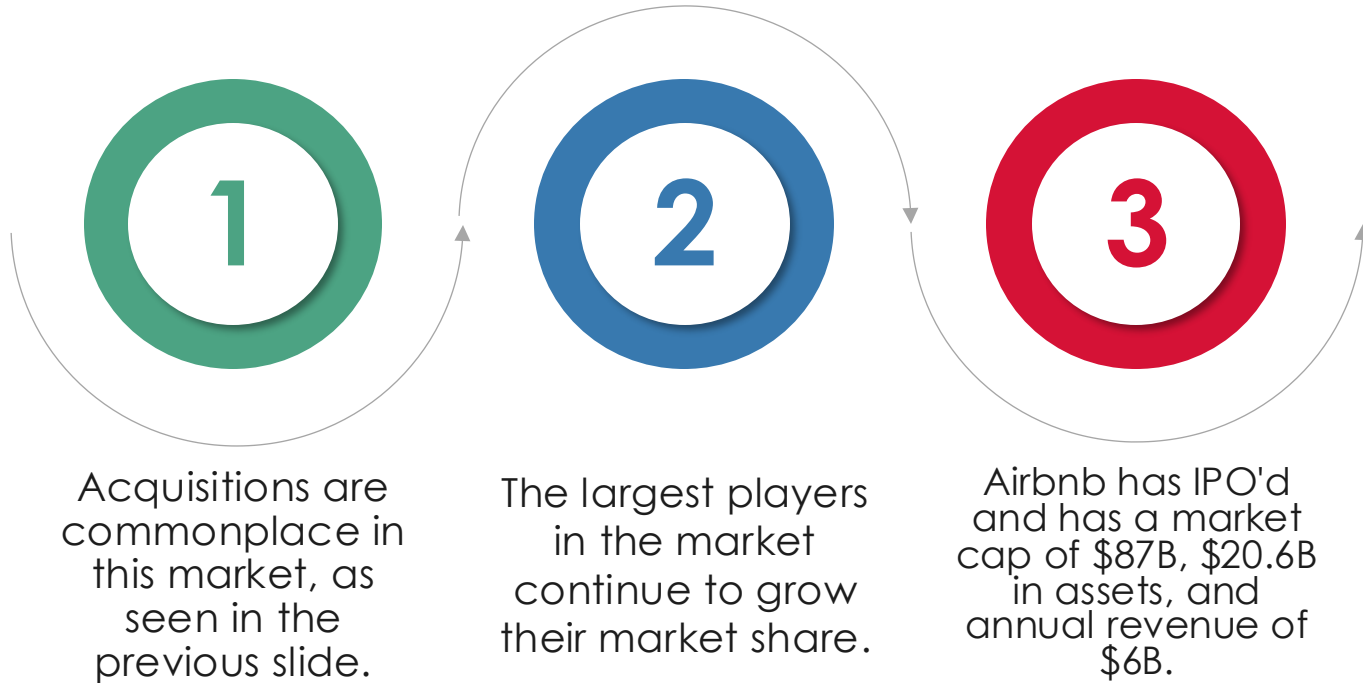 1
Acquisitions are
commonplace in
this market, as
seen in the
previous slide.
2
The largest players
in the market
continue to grow
their market share.
3
Airbnb has IPO'd
and has a market
cap of $87B, $20.6B
in assets, and
annual revenue of
$6B.